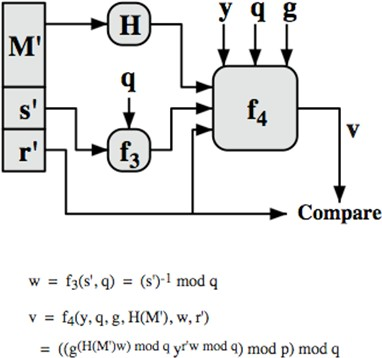 y q g
M' H
q
s' f₃ f₄
r' v
Compare
w = f₃(s', q) = (s')⁻¹ mod q
v = f₄(y, q, g, H(M'), w, r')
= ((g(H(M')w) mod q yr'w mod q) mod p) mod q